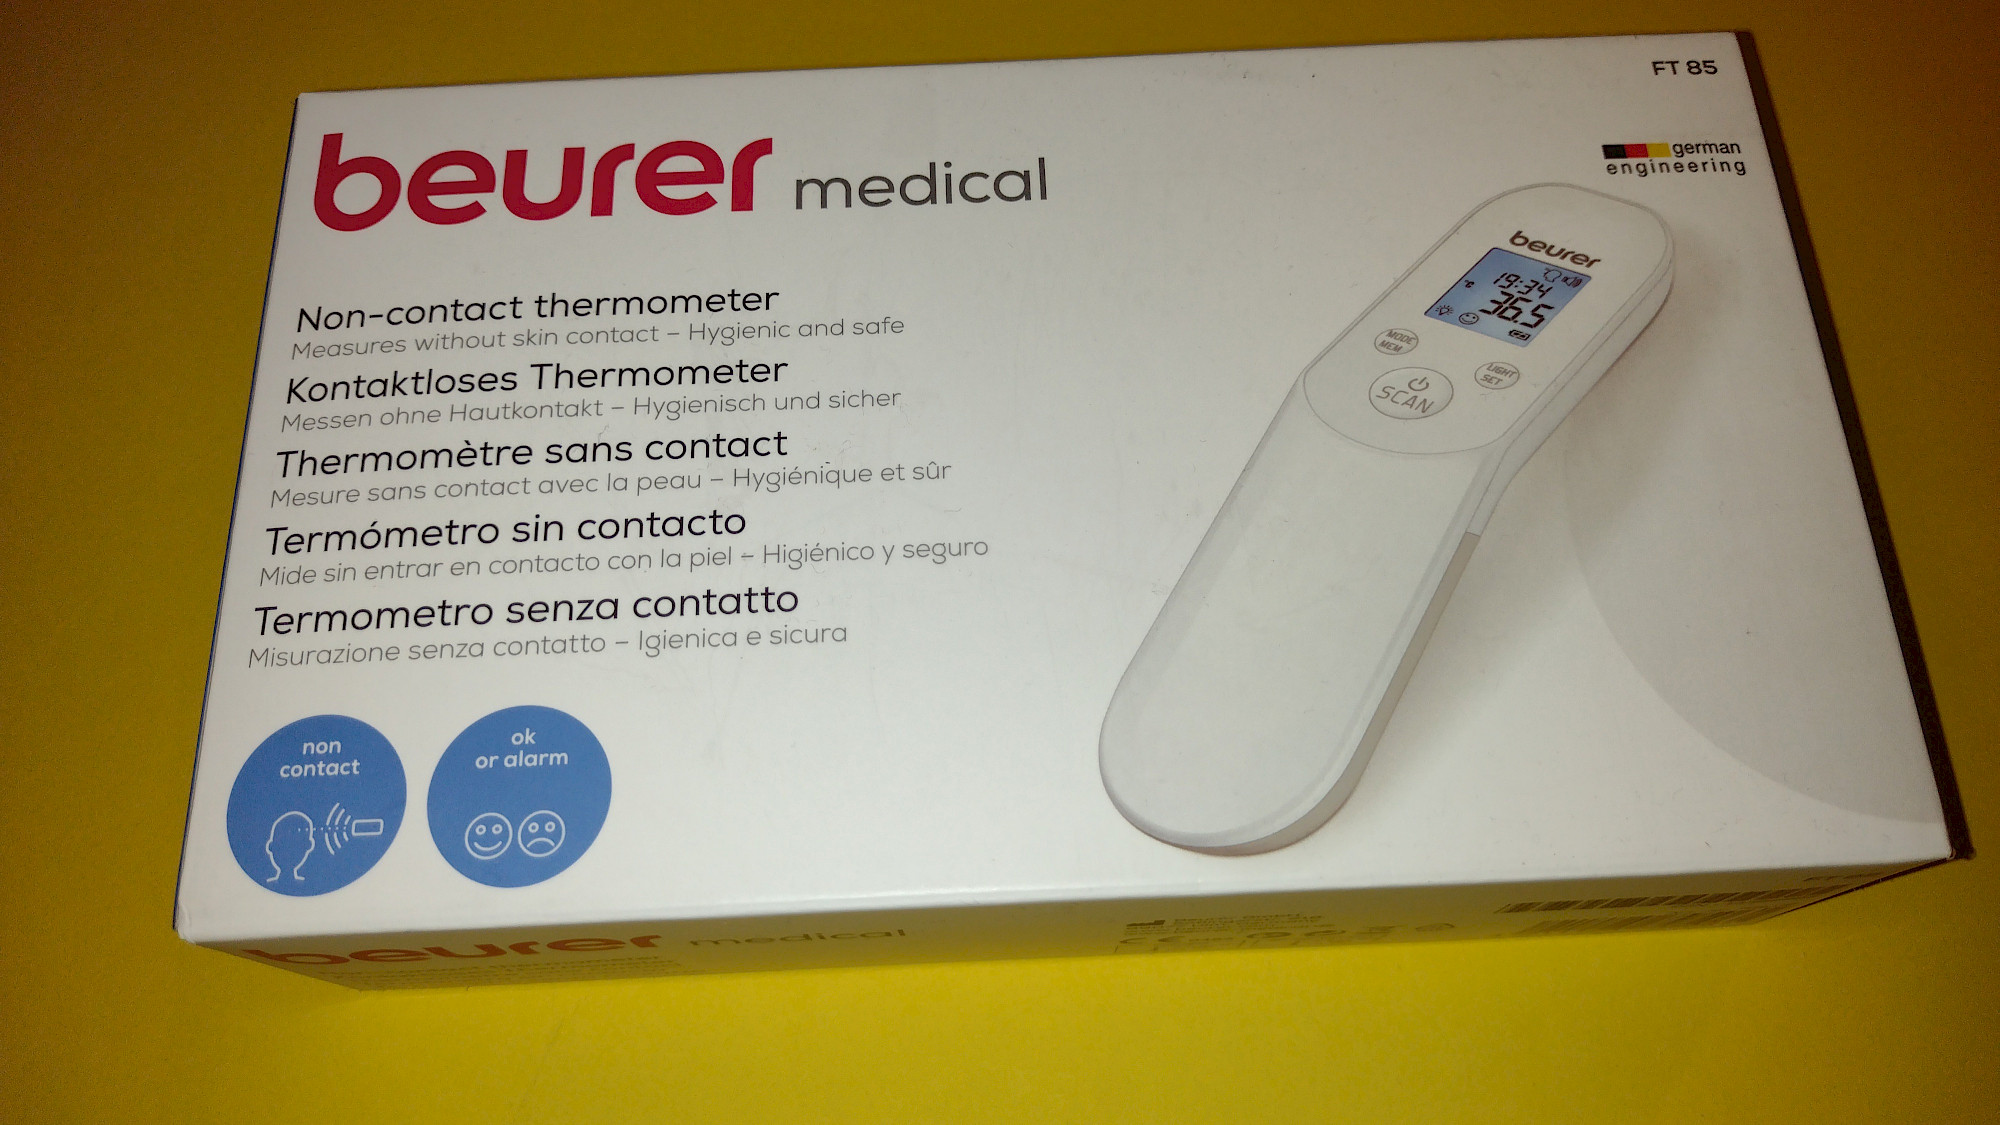 FT 85
beurer medical
german
engineering
Non-contact thermometer
Measures without skin contact – Hygienic and safe
Kontaktloses Thermometer
Messen ohne Hautkontakt – Hygienisch und sicher
Thermomètre sans contact
Mesure sans contact avec la peau – Hygiénique et sûr
Termómetro sin contacto
Mide sin entrar en contacto con la piel – Higiénico y seguro
Termometro senza contatto
Misurazione senza contatto – Igienica e sicura
beurer
19:34
°C
36.5
MODE
MEM
LIGHT
SET
SCAN
non
contact
ok
or alarm
beurer medical